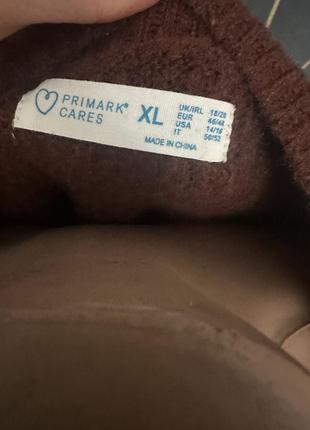 PRIMARK®
CARES
XL
UK/IRL 18/20
EUR 46/48
USA 14/16
IT 50/52
MADE IN CHINA